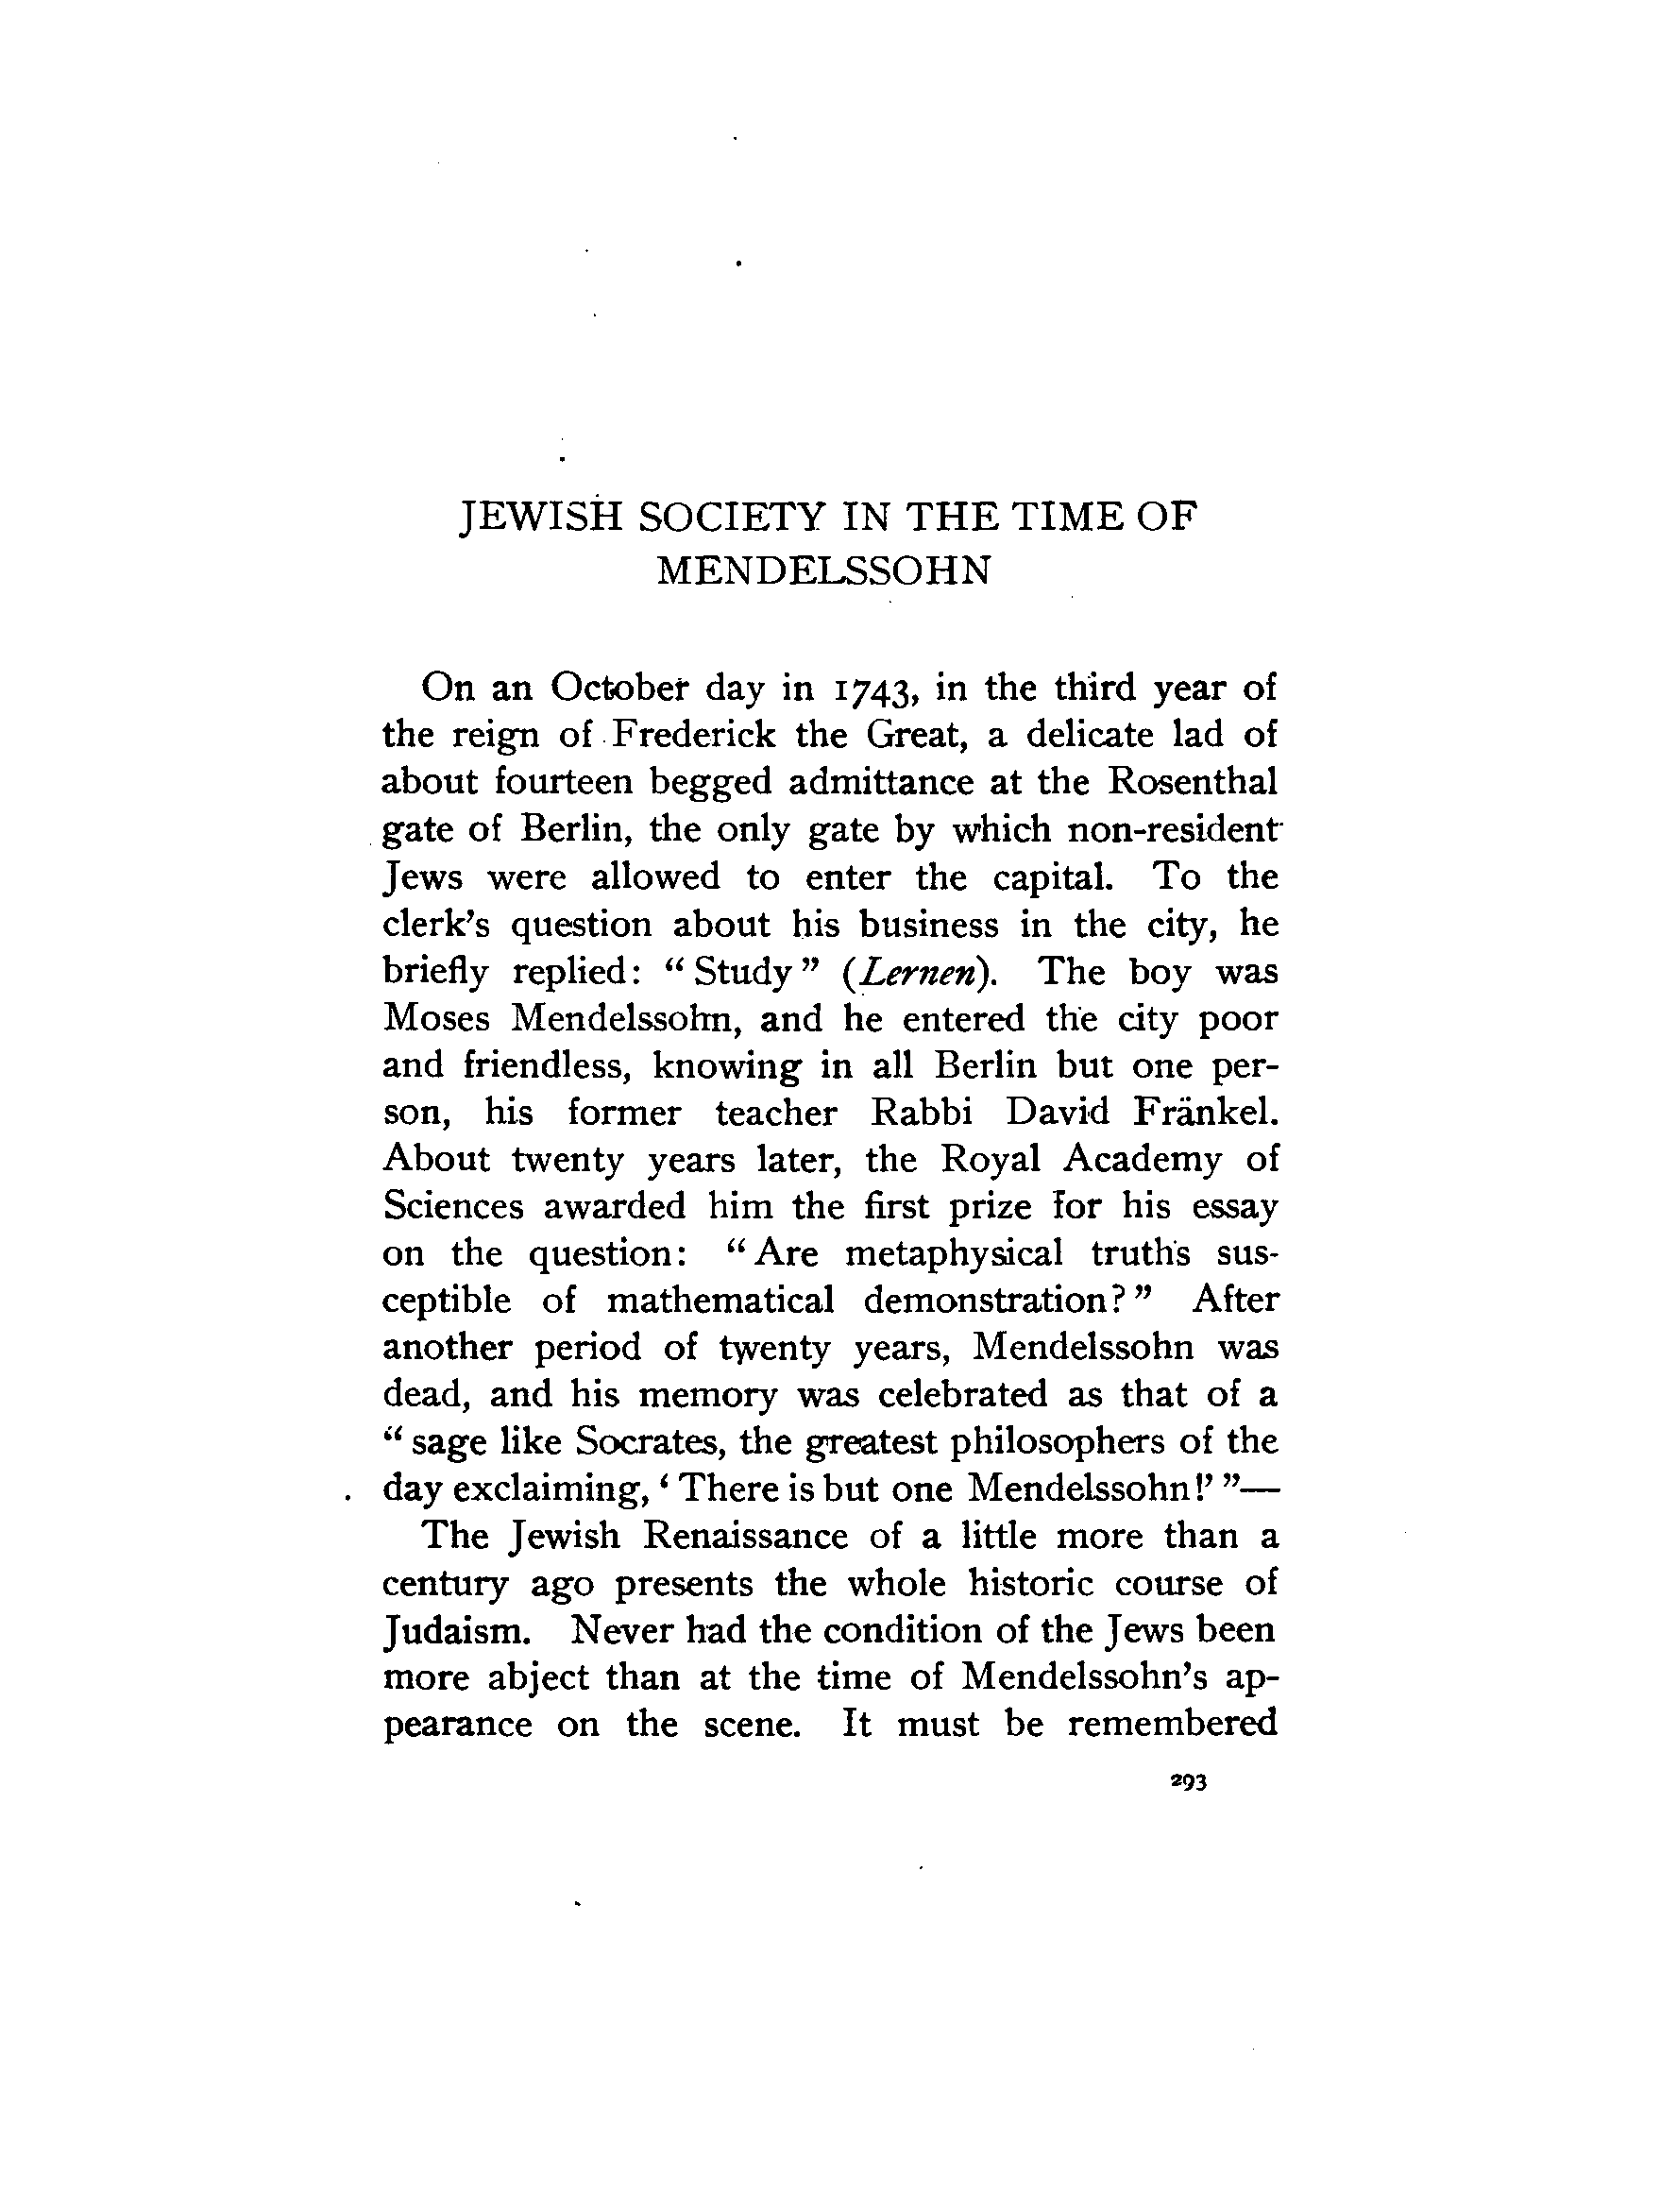 JEWISH SOCIETY IN THE TIME OF
MENDELSSOHN
On an October day in 1743, in the third year of
the reign of Frederick the Great, a delicate lad of
about fourteen begged admittance at the Rosenthal
gate of Berlin, the only gate by which non-resident
Jews were allowed to enter the capital. To the
clerk's question about his business in the city, he
briefly replied: "Study" (Lernen). The boy was
Moses Mendelssohn, and he entered the city poor
and friendless, knowing in all Berlin but one per-
son, his former teacher Rabbi David Fränkel.
About twenty years later, the Royal Academy of
Sciences awarded him the first prize for his essay
on the question: "Are metaphysical truths sus-
ceptible of mathematical demonstration?" After
another period of twenty years, Mendelssohn was
dead, and his memory was celebrated as that of a
"sage like Socrates, the greatest philosophers of the
day exclaiming, 'There is but one Mendelssohn!'"—
The Jewish Renaissance of a little more than a
century ago presents the whole historic course of
Judaism. Never had the condition of the Jews been
more abject than at the time of Mendelssohn's ap-
pearance on the scene. It must be remembered
293